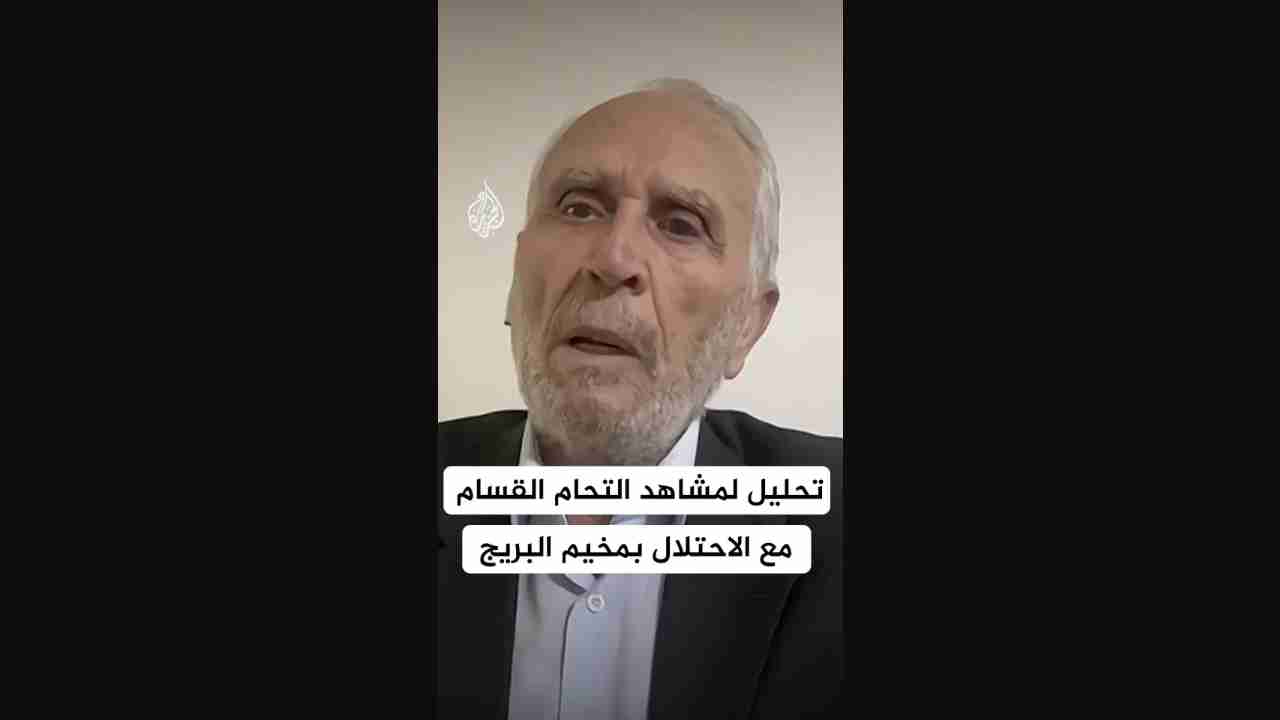 تحليل لمشاهد التحام القسام
مع الاحتلال بمخيم البريج